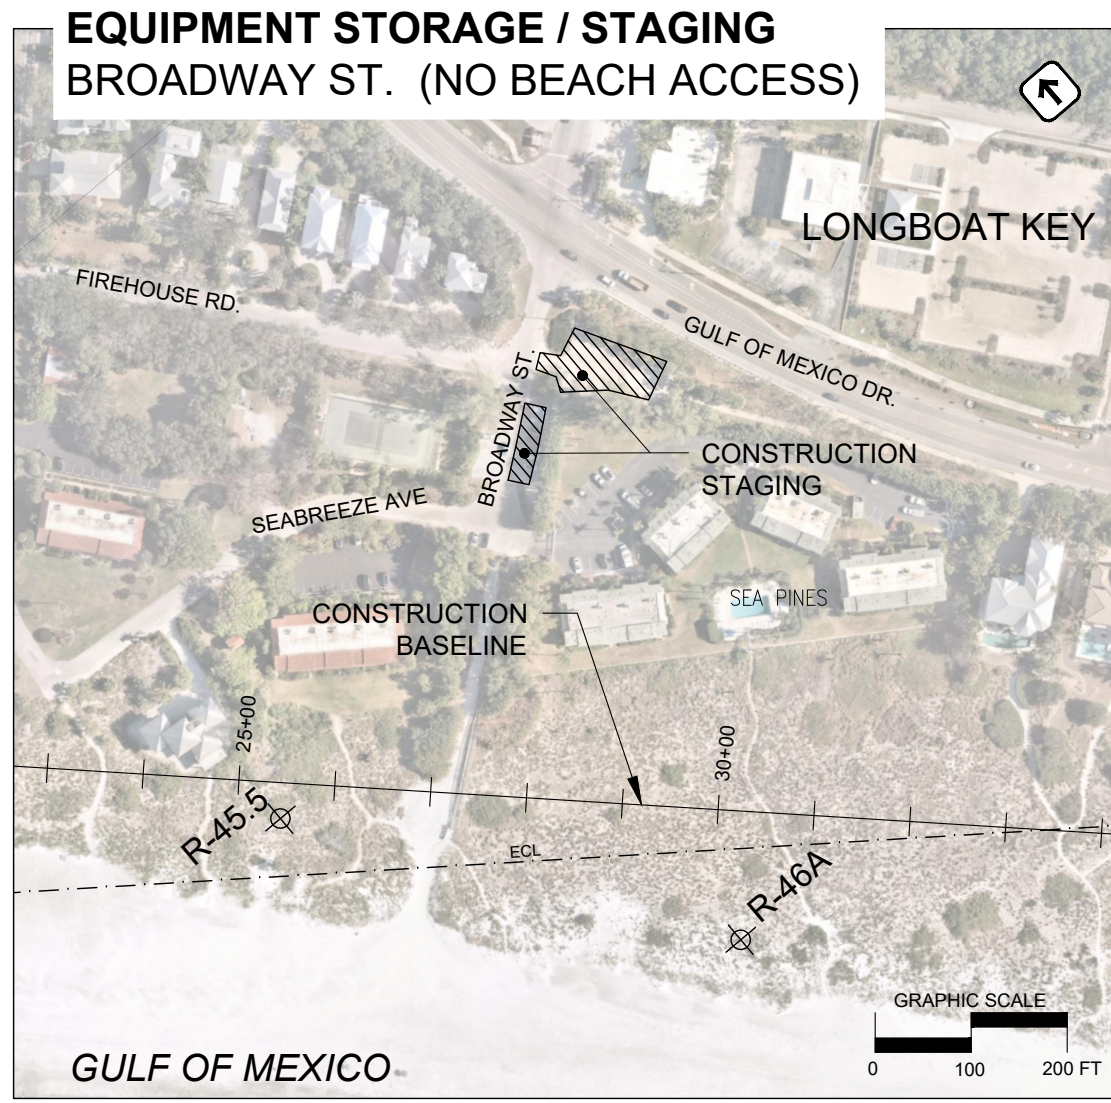 EQUIPMENT STORAGE / STAGING
BROADWAY ST. (NO BEACH ACCESS)
LONGBOAT KEY
FIREHOUSE RD.
GULF OF MEXICO DR.
BROADWAY ST.
CONSTRUCTION
STAGING
SEABREEZE AVE
SEA PINES
CONSTRUCTION
BASELINE
25+00
30+00
R-45.5
ECL
R-46A
GRAPHIC SCALE
0 100 200 FT
GULF OF MEXICO